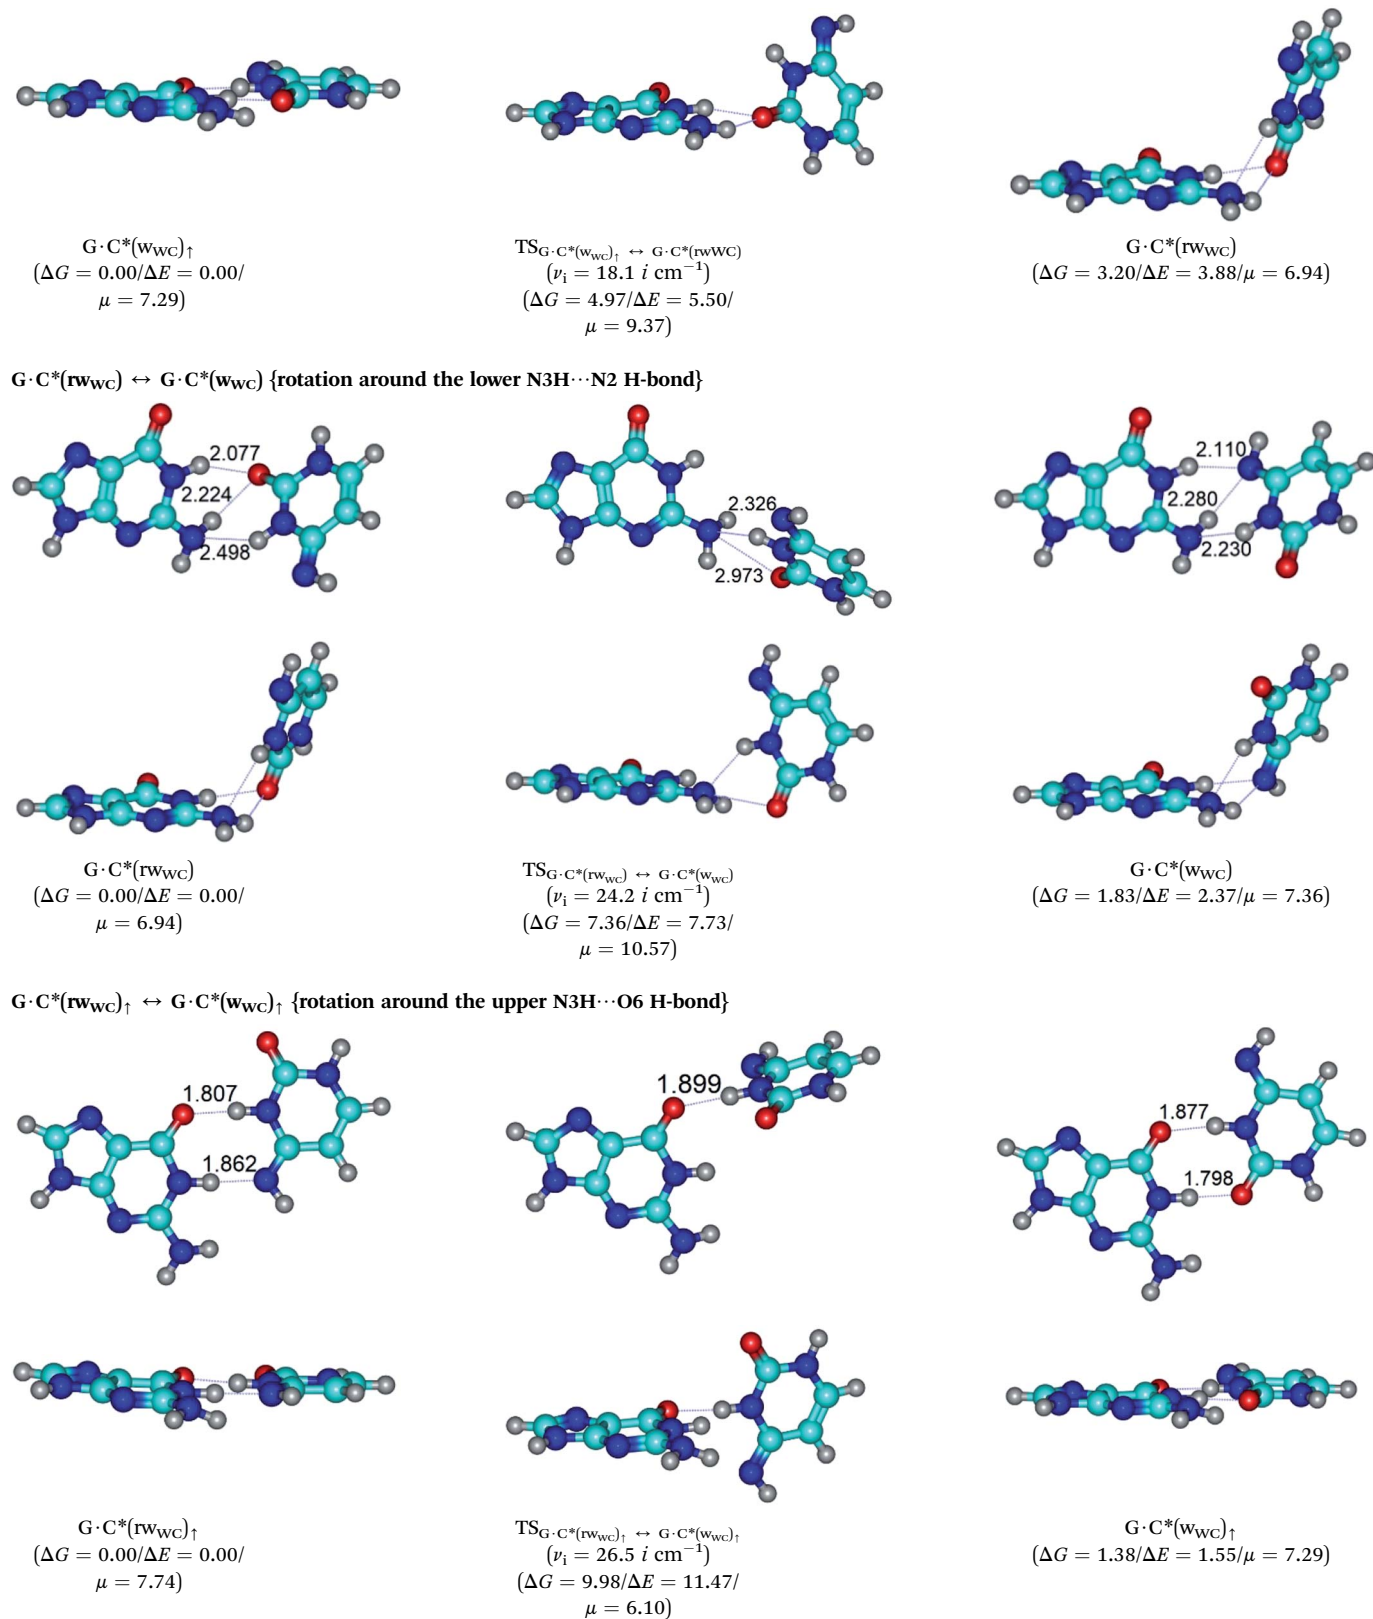 G·C*(w_WC)↑
(ΔG = 0.00/ΔE = 0.00/
μ = 7.29)
TS_G·C*(w_WC)↑ ↔ G·C*(rwWC)
(ν_i = 18.1 i cm⁻¹)
(ΔG = 4.97/ΔE = 5.50/
μ = 9.37)
G·C*(rw_WC)
(ΔG = 3.20/ΔE = 3.88/μ = 6.94)
G·C*(rw_WC) ↔ G·C*(w_WC) {rotation around the lower N3H···N2 H-bond}
2.077
2.224
2.498
2.326
2.973
2.110
2.280
2.230
G·C*(rw_WC)
(ΔG = 0.00/ΔE = 0.00/
μ = 6.94)
TS_G·C*(rw_WC) ↔ G·C*(w_WC)
(ν_i = 24.2 i cm⁻¹)
(ΔG = 7.36/ΔE = 7.73/
μ = 10.57)
G·C*(w_WC)
(ΔG = 1.83/ΔE = 2.37/μ = 7.36)
G·C*(rw_WC)↑ ↔ G·C*(w_WC)↑ {rotation around the upper N3H···O6 H-bond}
1.807
1.862
1.899
1.877
1.798
G·C*(rw_WC)↑
(ΔG = 0.00/ΔE = 0.00/
μ = 7.74)
TS_G·C*(rw_WC)↑ ↔ G·C*(w_WC)↑
(ν_i = 26.5 i cm⁻¹)
(ΔG = 9.98/ΔE = 11.47/
μ = 6.10)
G·C*(w_WC)↑
(ΔG = 1.38/ΔE = 1.55/μ = 7.29)